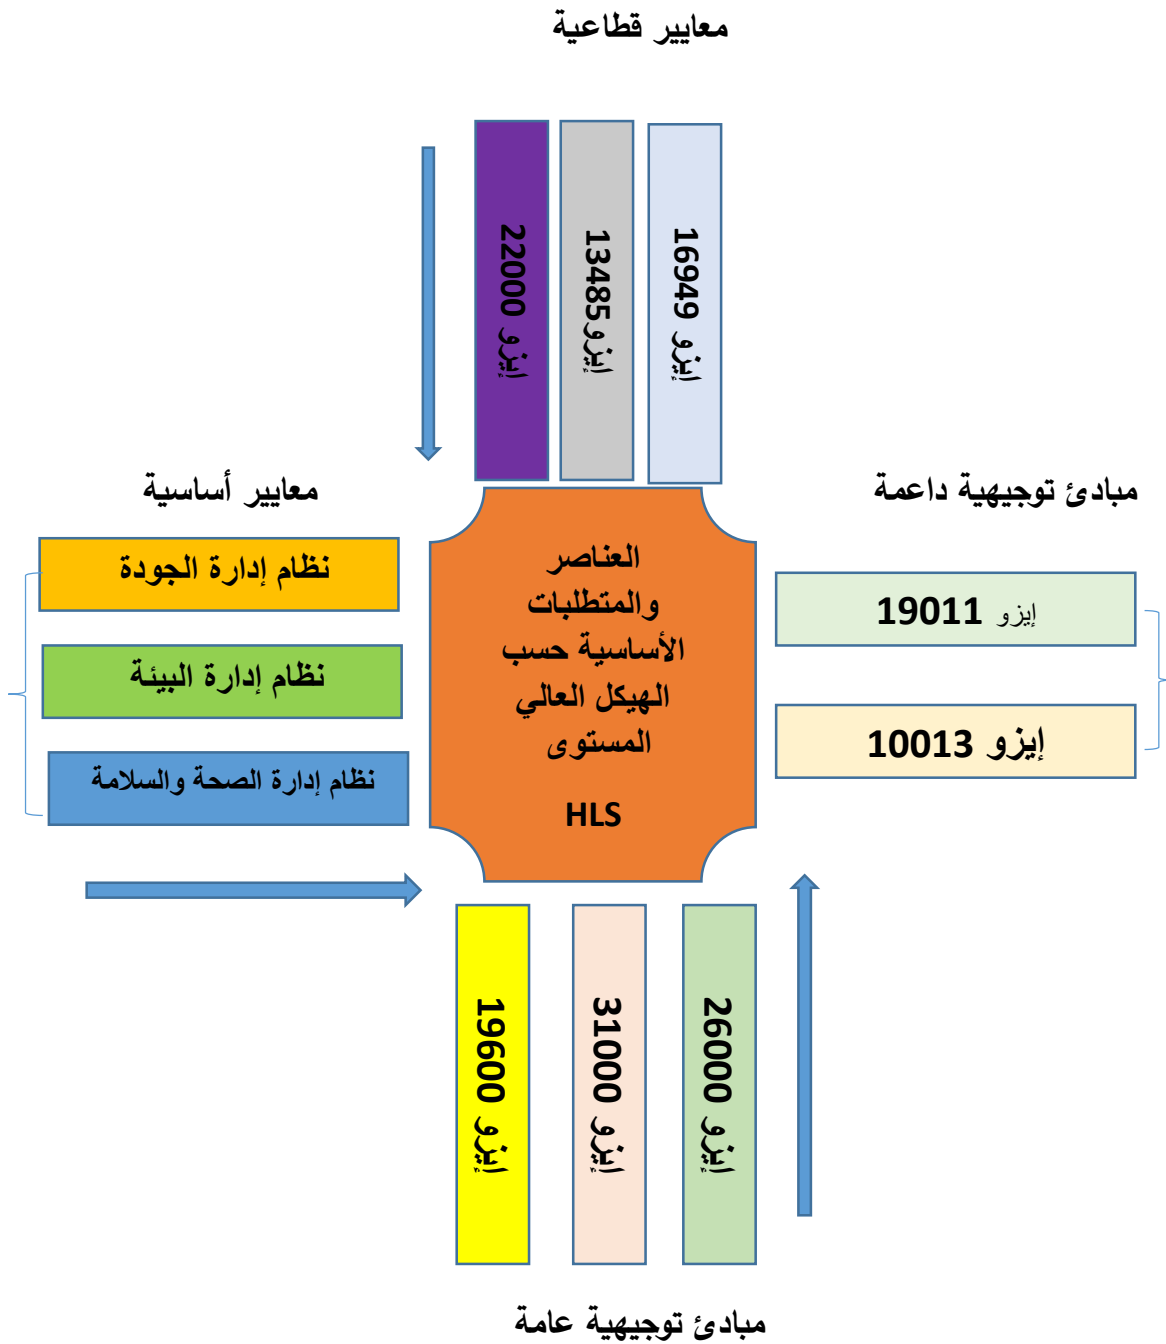 معايير قطاعية
إيزو 16949
إيزو13485
إيزو 22000
مبادئ توجيهية داعمة
معايير أساسية
إيزو 19011
إيزو 10013
العناصر
والمتطلبات
الأساسية حسب
الهيكل العالي
المستوى
HLS
نظام إدارة الجودة
نظام إدارة البيئة
نظام إدارة الصحة والسلامة
إيزو 26000
إيزو 31000
إيزو 19600
مبادئ توجيهية عامة